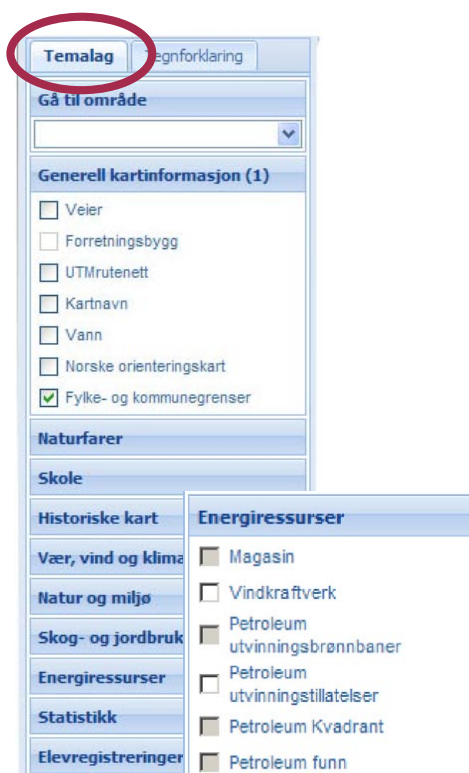 Temalag
Tegnforklaring
Gå til område
Generell kartinformasjon (1)
Veier
Forretningsbygg
UTMrutenett
Kartnavn
Vann
Norske orienteringskart
Fylke- og kommunegrenser
Naturfarer
Skole
Historiske kart
Vær, vind og klima
Natur og miljø
Skog- og jordbruk
Energiressurser
Statistikk
Elevregistreringer
Energiressurser
Magasin
Vindkraftverk
Petroleum
utvinningsbrønnbaner
Petroleum
utvinningstillatelser
Petroleum Kvadrant
Petroleum funn